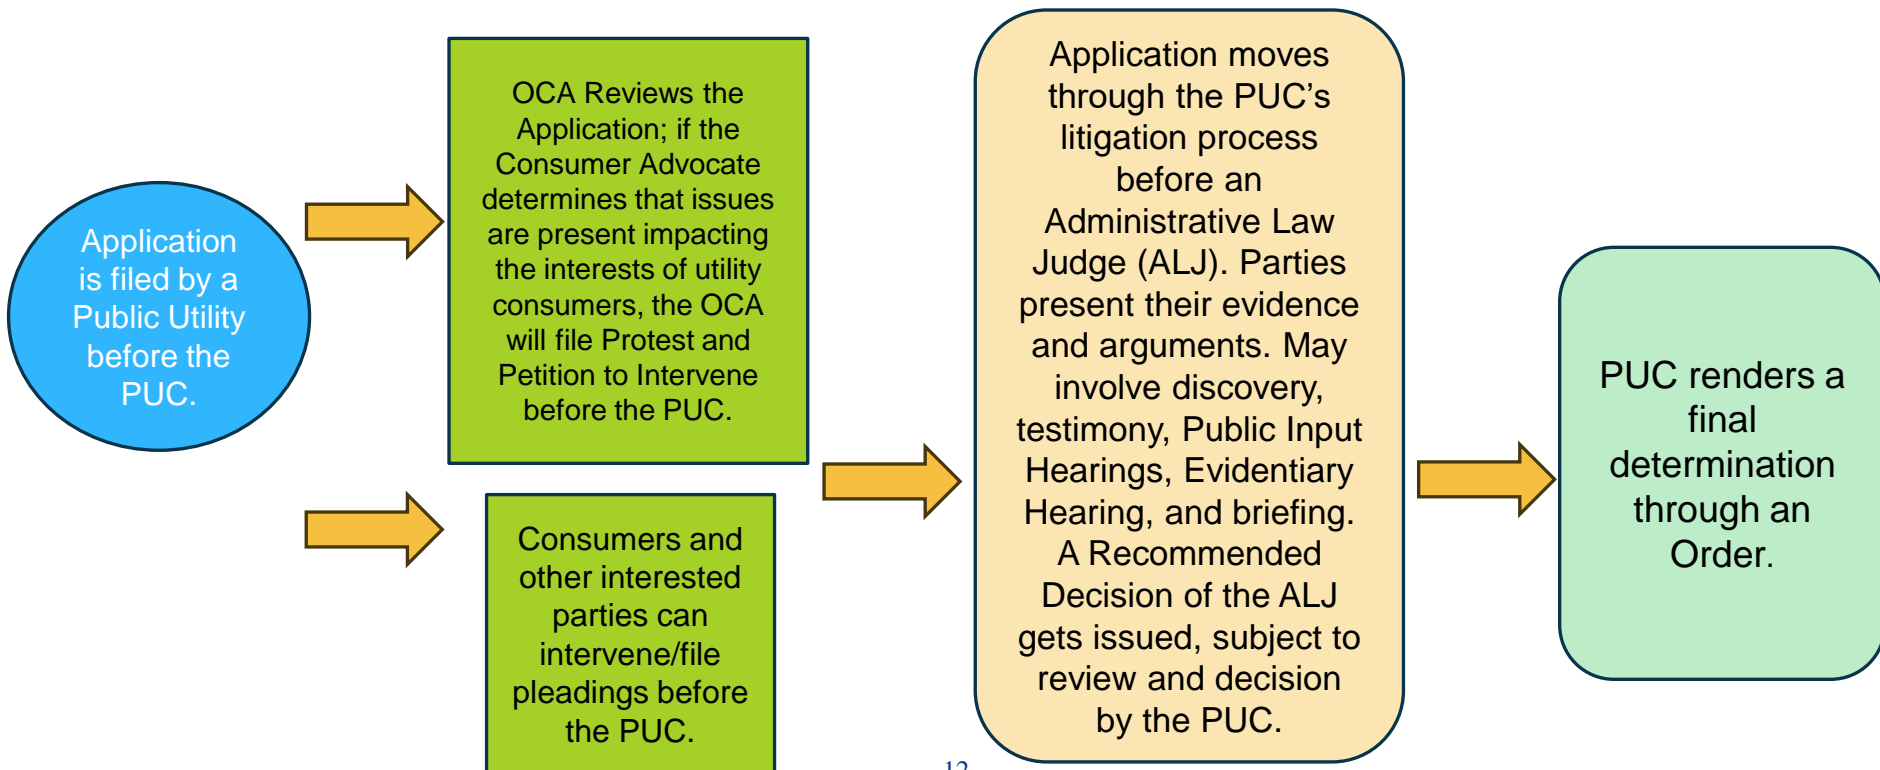 Application
is filed by a
Public Utility
before the
PUC.
OCA Reviews the
Application; if the
Consumer Advocate
determines that issues
are present impacting
the interests of utility
consumers, the OCA
will file Protest and
Petition to Intervene
before the PUC.
Consumers and
other interested
parties can
intervene/file
pleadings before
the PUC.
Application moves
through the PUC’s
litigation process
before an
Administrative Law
Judge (ALJ). Parties
present their evidence
and arguments. May
involve discovery,
testimony, Public Input
Hearings, Evidentiary
Hearing, and briefing.
A Recommended
Decision of the ALJ
gets issued, subject to
review and decision
by the PUC.
PUC renders a
final
determination
through an
Order.
12